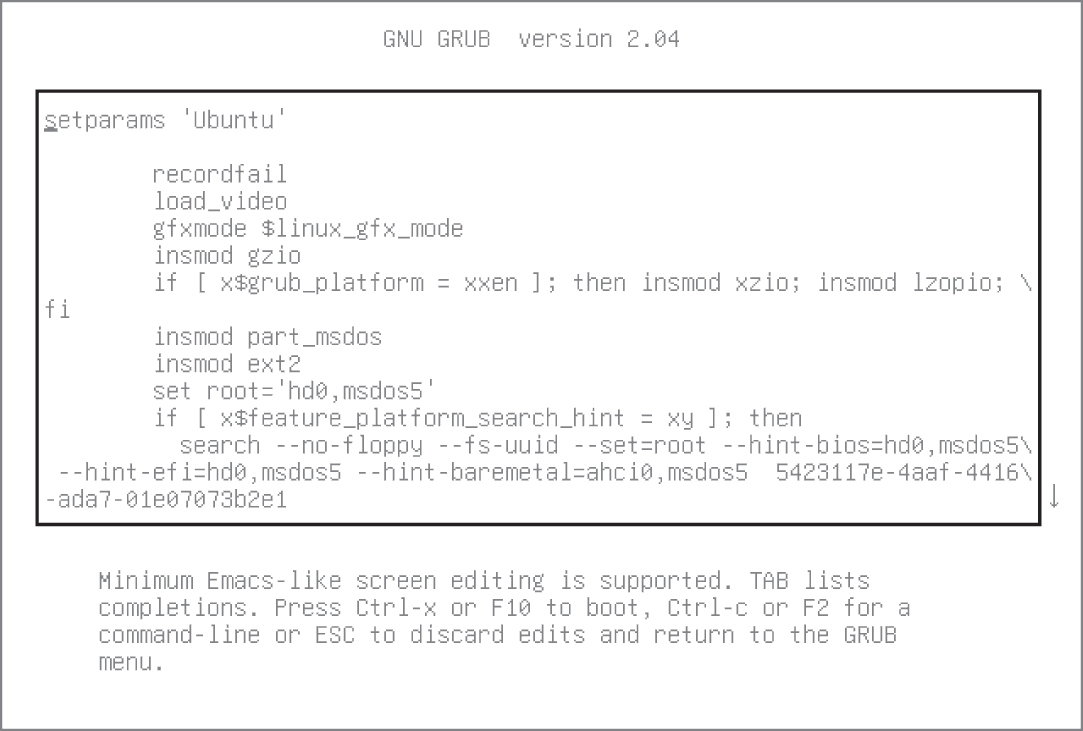 GNU GRUB  version 2.04
setparams 'Ubuntu'
recordfail
load_video
gfxmode $linux_gfx_mode
insmod gzio
if [ x$grub_platform = xxen ]; then insmod xzio; insmod lzopio; \
fi
insmod part_msdos
insmod ext2
set root='hd0,msdos5'
if [ x$feature_platform_search_hint = xy ]; then
search --no-floppy --fs-uuid --set=root --hint-bios=hd0,msdos5\
--hint-efi=hd0,msdos5 --hint-baremetal=ahci0,msdos5  5423117e-4aaf-4416\
-ada7-01e07073b2e1
↓
Minimum Emacs-like screen editing is supported. TAB lists
completions. Press Ctrl-x or F10 to boot, Ctrl-c or F2 for a
command-line or ESC to discard edits and return to the GRUB
menu.